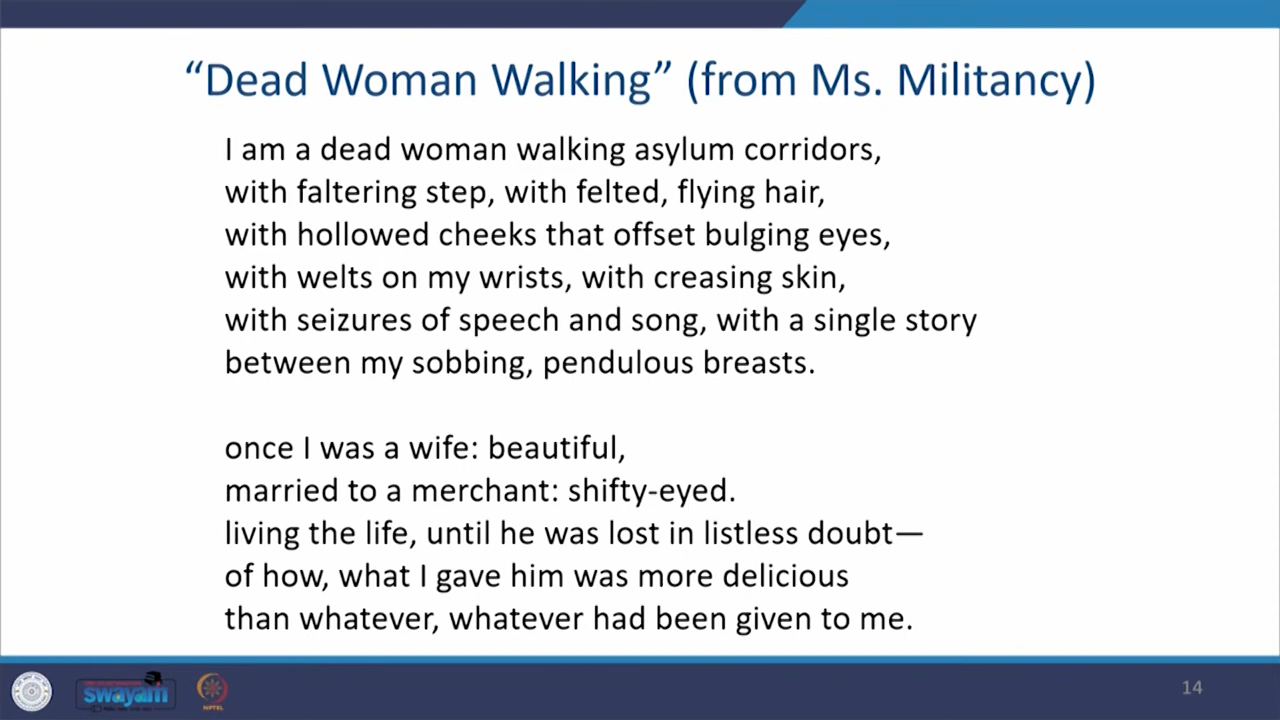 “Dead Woman Walking” (from Ms. Militancy)
I am a dead woman walking asylum corridors,
with faltering step, with felted, flying hair,
with hollowed cheeks that offset bulging eyes,
with welts on my wrists, with creasing skin,
with seizures of speech and song, with a single story
between my sobbing, pendulous breasts.
once I was a wife: beautiful,
married to a merchant: shifty-eyed.
living the life, until he was lost in listless doubt—
of how, what I gave him was more delicious
than whatever, whatever had been given to me.
swayam
NPTEL
14